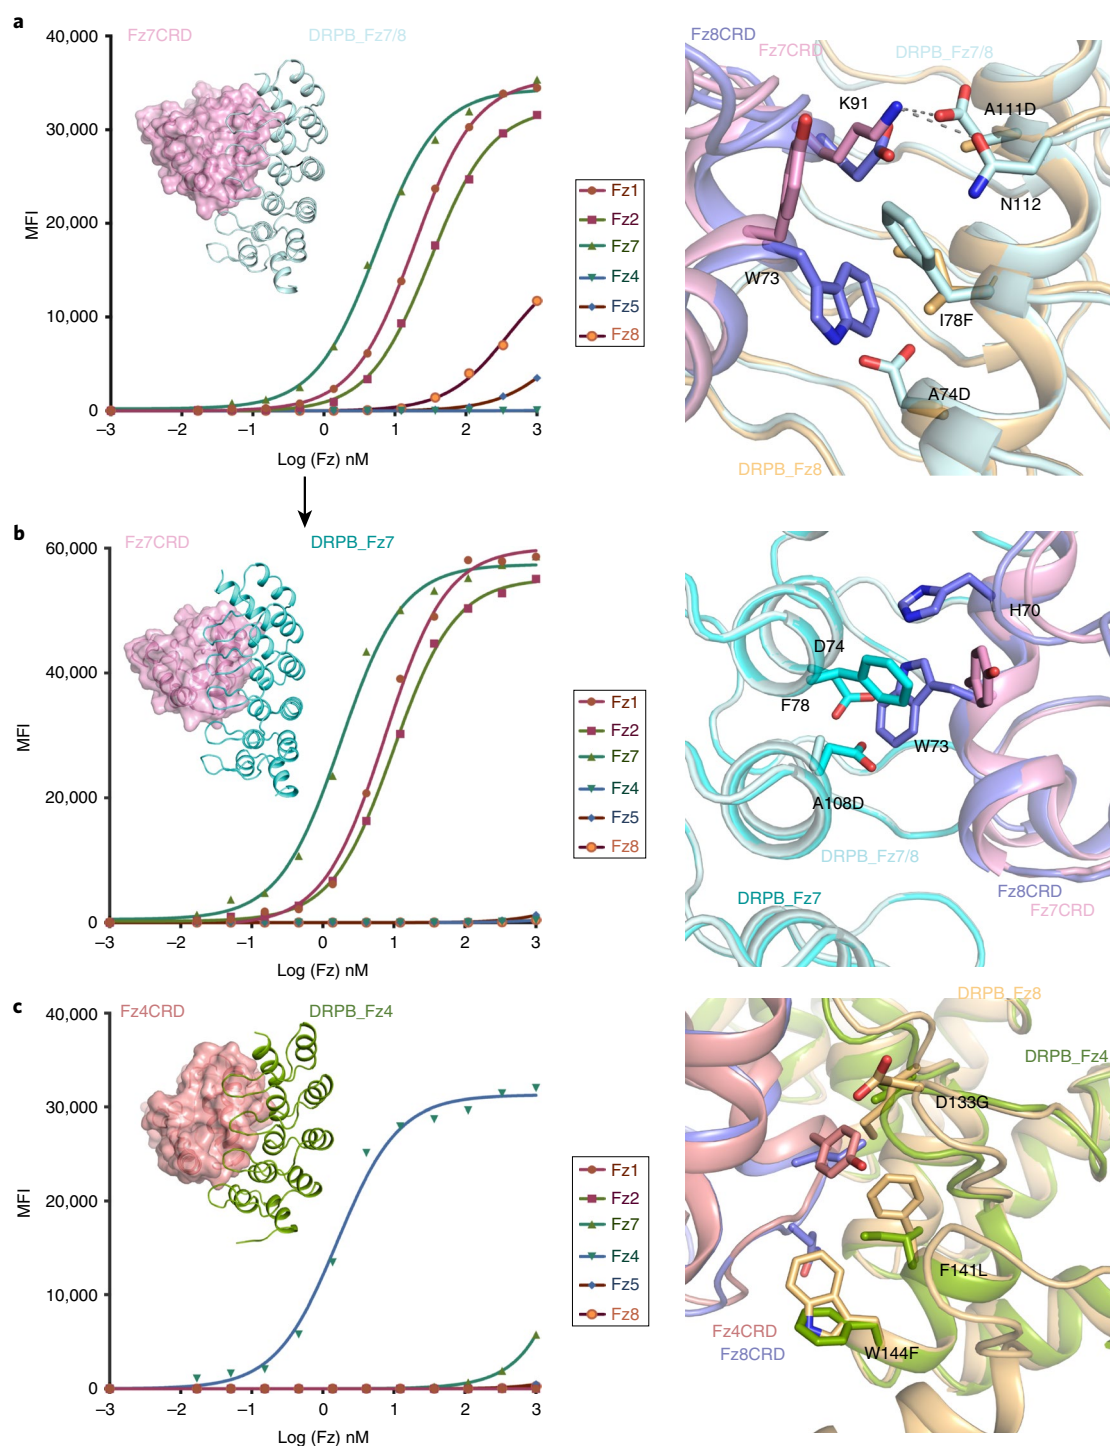 a
Fz7CRD
DRPB_Fz7/8
40,000
30,000
20,000
10,000
0
MFI
–3
–2
–1
0
1
2
3
Log (Fz) nM
Fz1
Fz2
Fz7
Fz4
Fz5
Fz8
Fz8CRD
Fz7CRD
DRPB_Fz7/8
K91
A111D
N112
W73
I78F
A74D
DRPB_Fz8
b
Fz7CRD
DRPB_Fz7
60,000
40,000
20,000
0
MFI
–3
–2
–1
0
1
2
3
Log (Fz) nM
Fz1
Fz2
Fz7
Fz4
Fz5
Fz8
H70
D74
F78
W73
A108D
DRPB_Fz7/8
DRPB_Fz7
Fz8CRD
Fz7CRD
c
Fz4CRD
DRPB_Fz4
40,000
30,000
20,000
10,000
0
MFI
–3
–2
–1
0
1
2
3
Log (Fz) nM
Fz1
Fz2
Fz7
Fz4
Fz5
Fz8
DRPB_Fz8
DRPB_Fz4
D133G
F141L
Fz4CRD
Fz8CRD
W144F